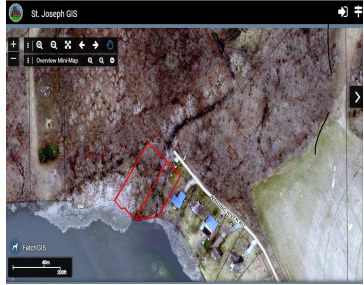 St. Joseph GIS
Overview Mini-Map
FetchGIS
40m
200ft